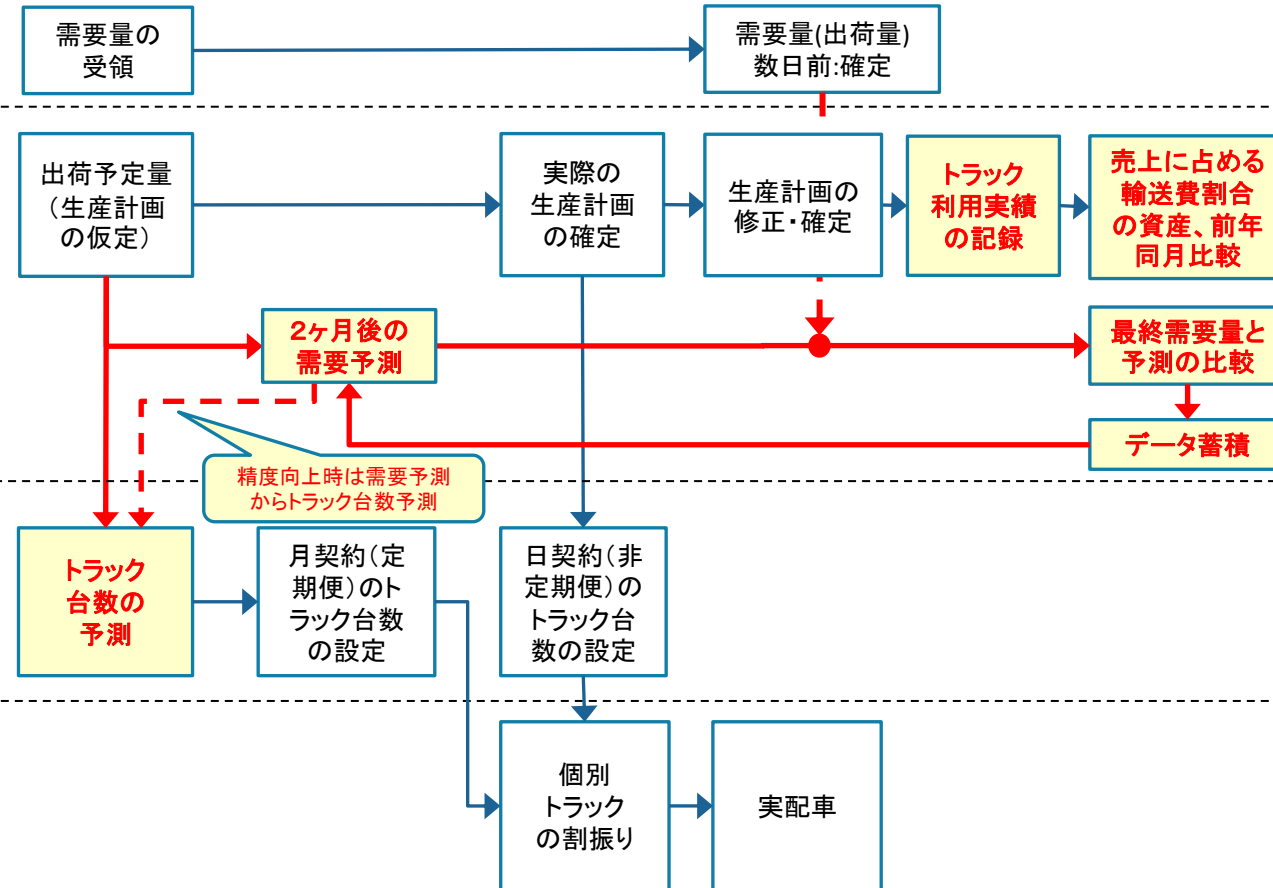 需要量の
受領
需要量(出荷量)
数日前:確定
出荷予定量
（生産計画
の仮定）
実際の
生産計画
の確定
生産計画の
修正・確定
トラック
利用実績
の記録
売上に占める
輸送費割合
の資産、前年
同月比較
２ヶ月後の
需要予測
最終需要量と
予測の比較
データ蓄積
精度向上時は需要予測
からトラック台数予測
トラック
台数の
予測
月契約（定
期便）のト
ラック台数
の設定
日契約（非
定期便）の
トラック台
数の設定
個別
トラック
の割振り
実配車